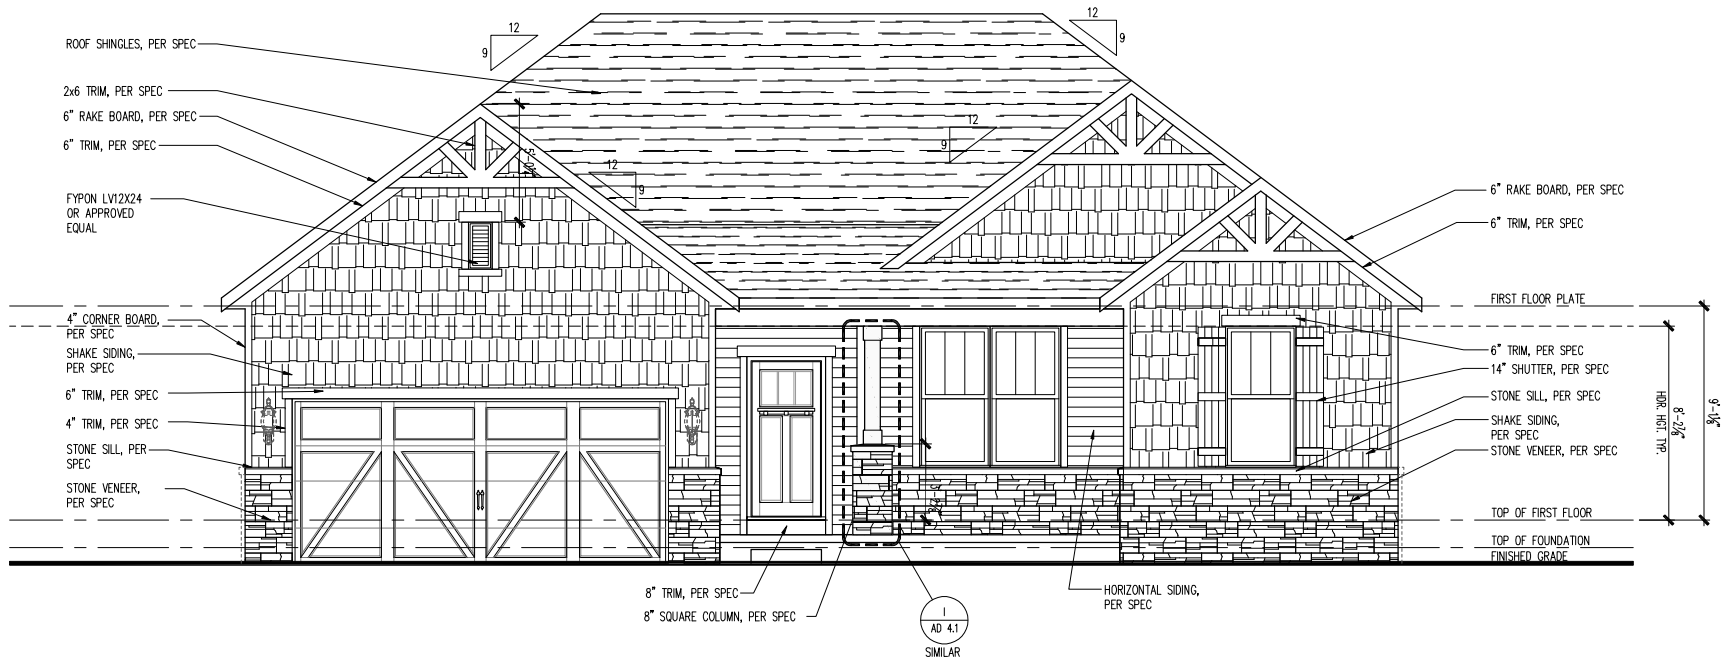 12
9
12
9
12
9
12
9
ROOF SHINGLES, PER SPEC
2x6 TRIM, PER SPEC
6" RAKE BOARD, PER SPEC
6" TRIM, PER SPEC
FYPON LV12X24
OR APPROVED
EQUAL
4" CORNER BOARD,
PER SPEC
SHAKE SIDING,
PER SPEC
6" TRIM, PER SPEC
4" TRIM, PER SPEC
STONE SILL, PER
SPEC
STONE VENEER,
PER SPEC
6" RAKE BOARD, PER SPEC
6" TRIM, PER SPEC
FIRST FLOOR PLATE
6" TRIM, PER SPEC
14" SHUTTER, PER SPEC
STONE SILL, PER SPEC
SHAKE SIDING,
PER SPEC
STONE VENEER, PER SPEC
TOP OF FIRST FLOOR
TOP OF FOUNDATION
FINISHED GRADE
8'-2⅞"
HDR. HGT. TYP.
9'-1⅛"
8" TRIM, PER SPEC
8" SQUARE COLUMN, PER SPEC
HORIZONTAL SIDING,
PER SPEC
1
AD 4.1
SIMILAR